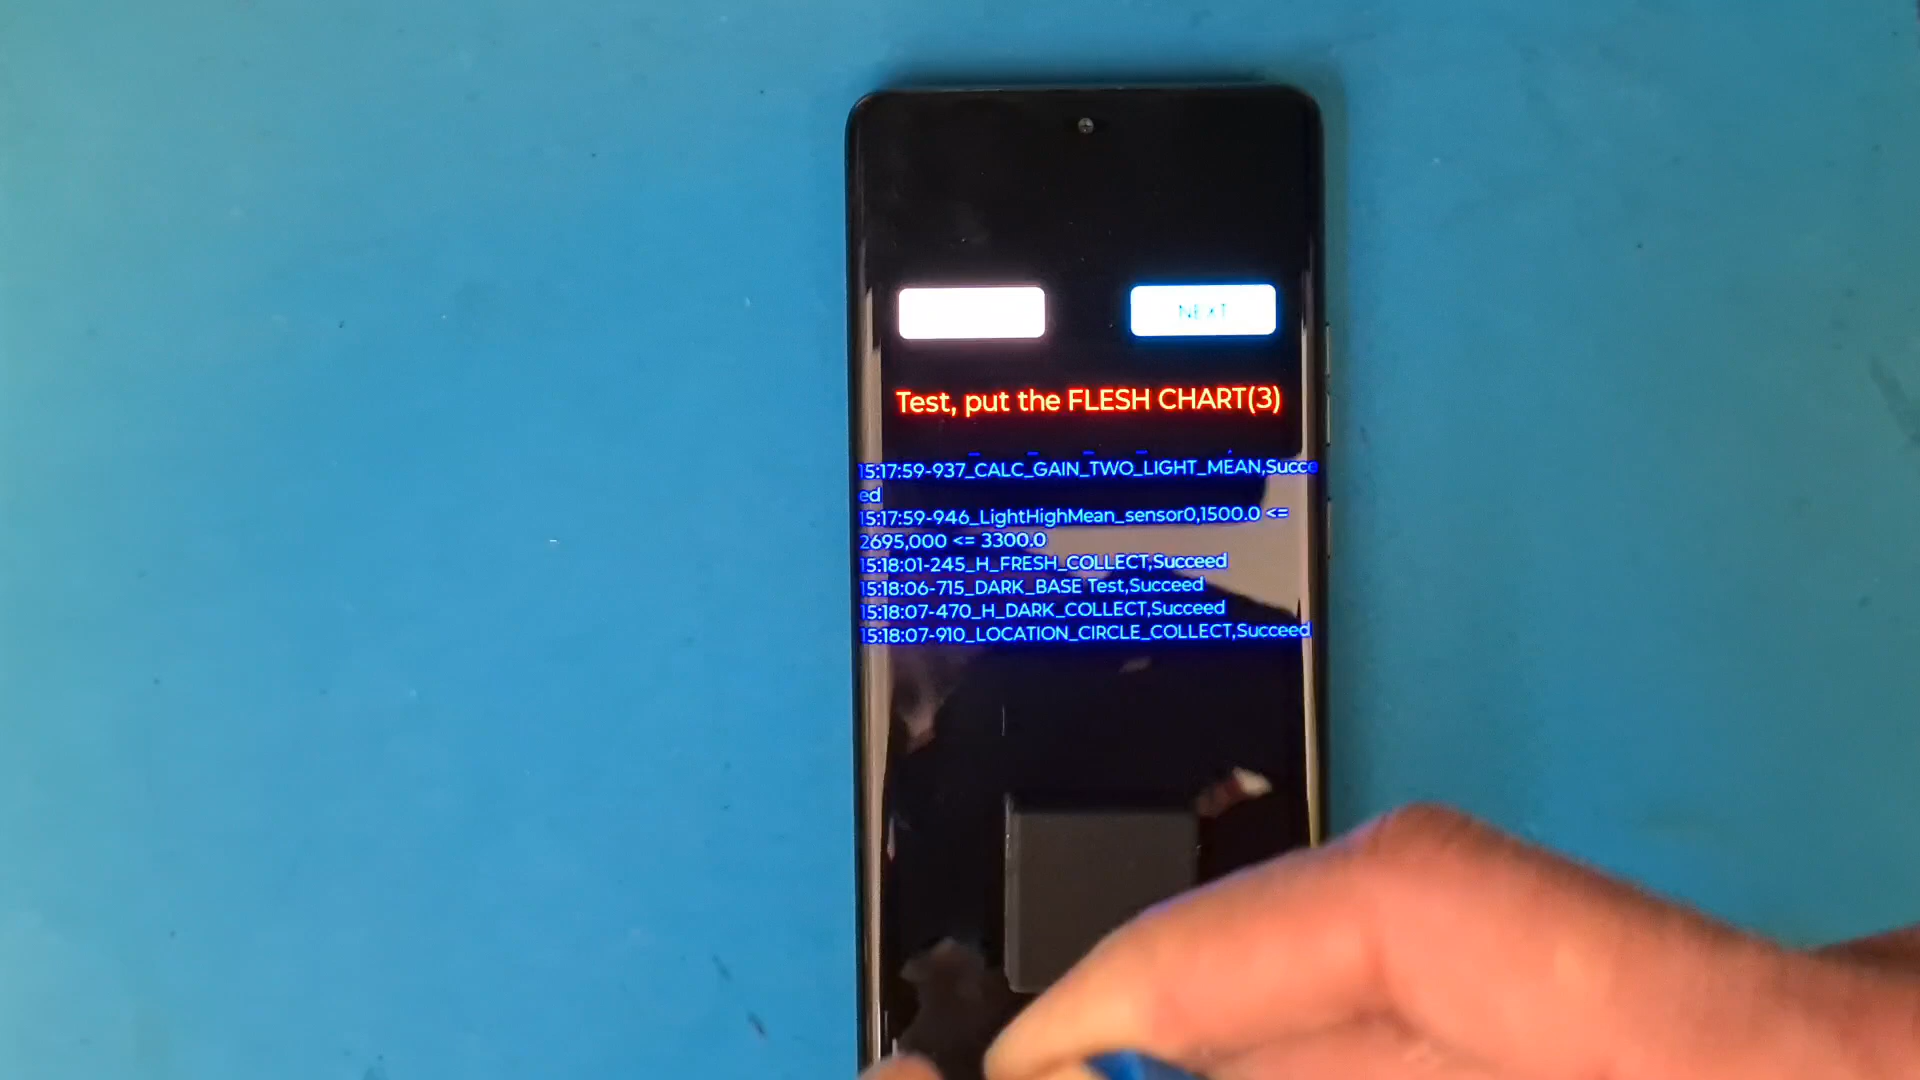 NEXT
Test, put the FLESH CHART(3)
15:17:59-937_CALC_GAIN_TWO_LIGHT_MEAN,Succe
ed
15:17:59-946_LightHighMean_sensor0,1500.0 <=
2695,000 <= 3300.0
15:18:01-245_H_FRESH_COLLECT,Succeed
15:18:06-715_DARK_BASE Test,Succeed
15:18:07-470_H_DARK_COLLECT,Succeed
15:18:07-910_LOCATION_CIRCLE_COLLECT,Succeed